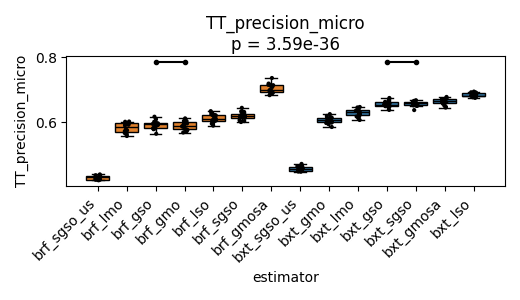 TT_precision_micro
p = 3.59e-36
TT_precision_micro
0.8
0.6
brf_sgso_us
brf_lmo
brf_gso
brf_gmo
brf_lso
brf_sgso
brf_gmosa
bxt_sgso_us
bxt_gmo
bxt_lmo
bxt_gso
bxt_sgso
bxt_gmosa
bxt_lso
estimator